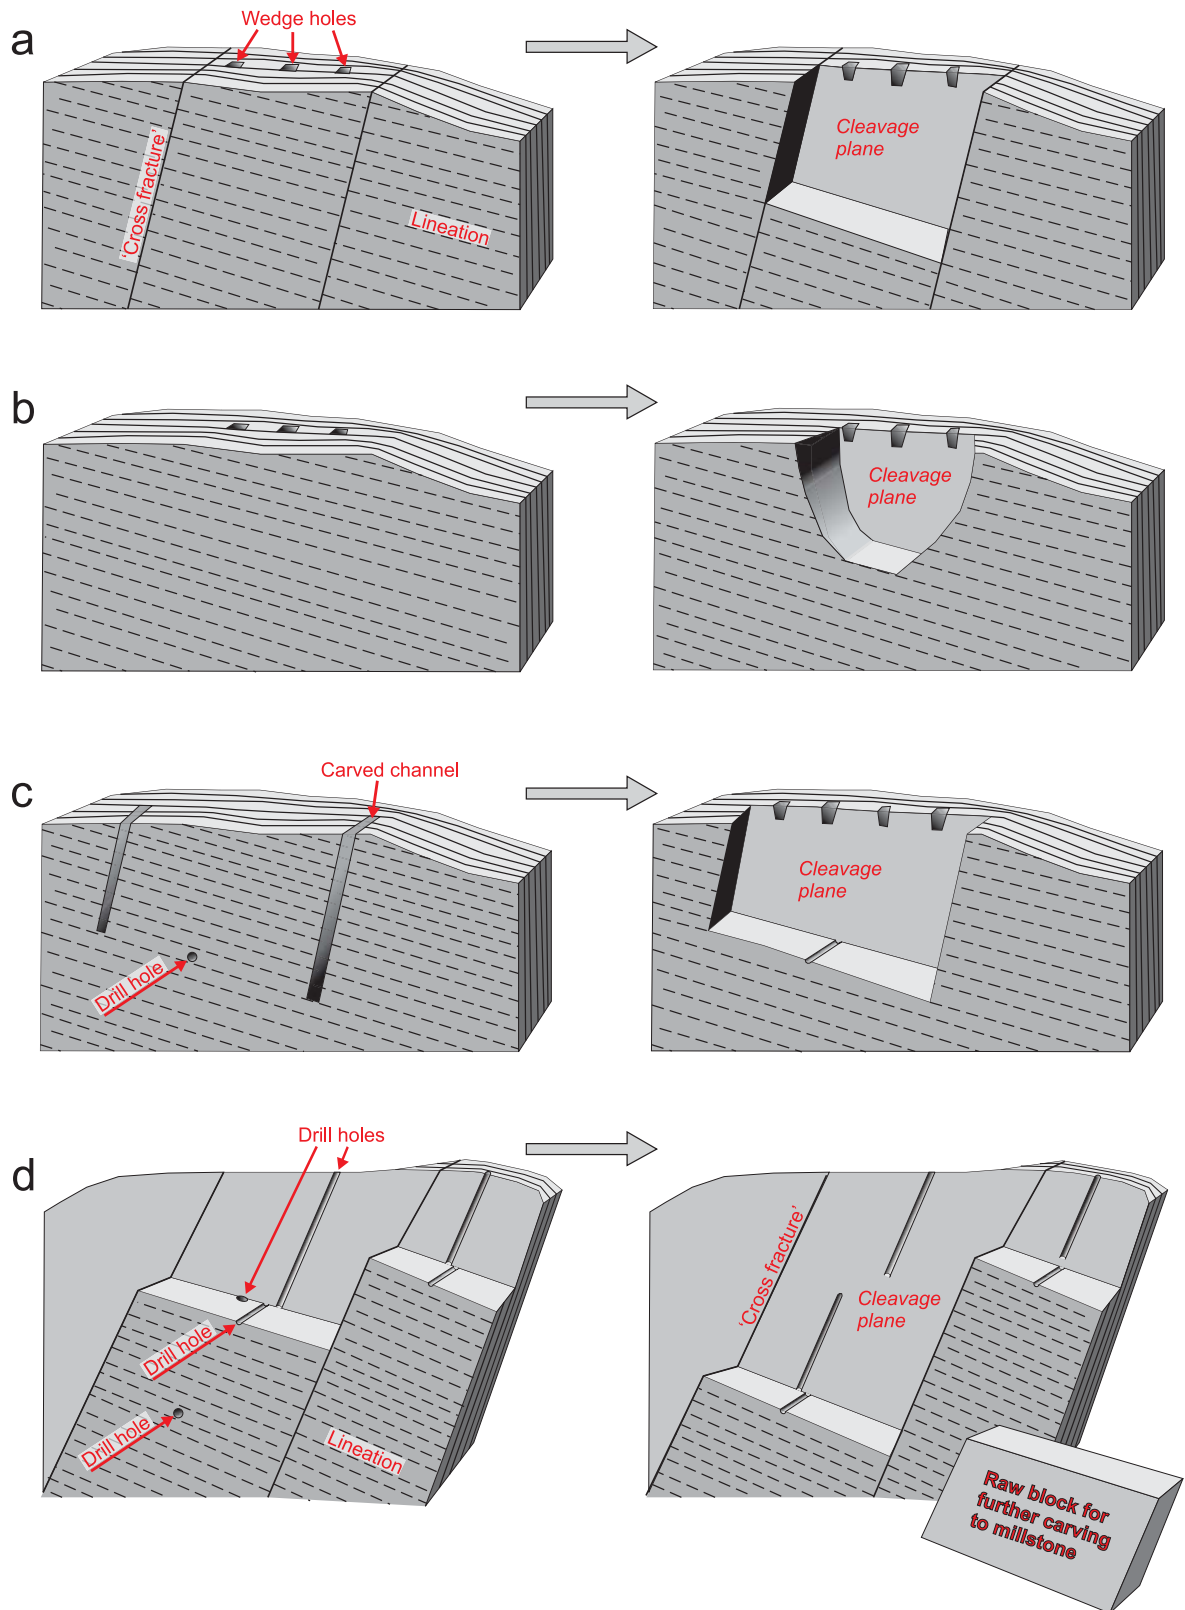 a
Wedge holes
'Cross fracture'
Lineation
Cleavage
plane
b
Cleavage
plane
c
Carved channel
Drill hole
Cleavage
plane
d
Drill holes
Drill hole
Drill hole
Lineation
'Cross fracture'
Cleavage
plane
Raw block for
further carving
to millstone